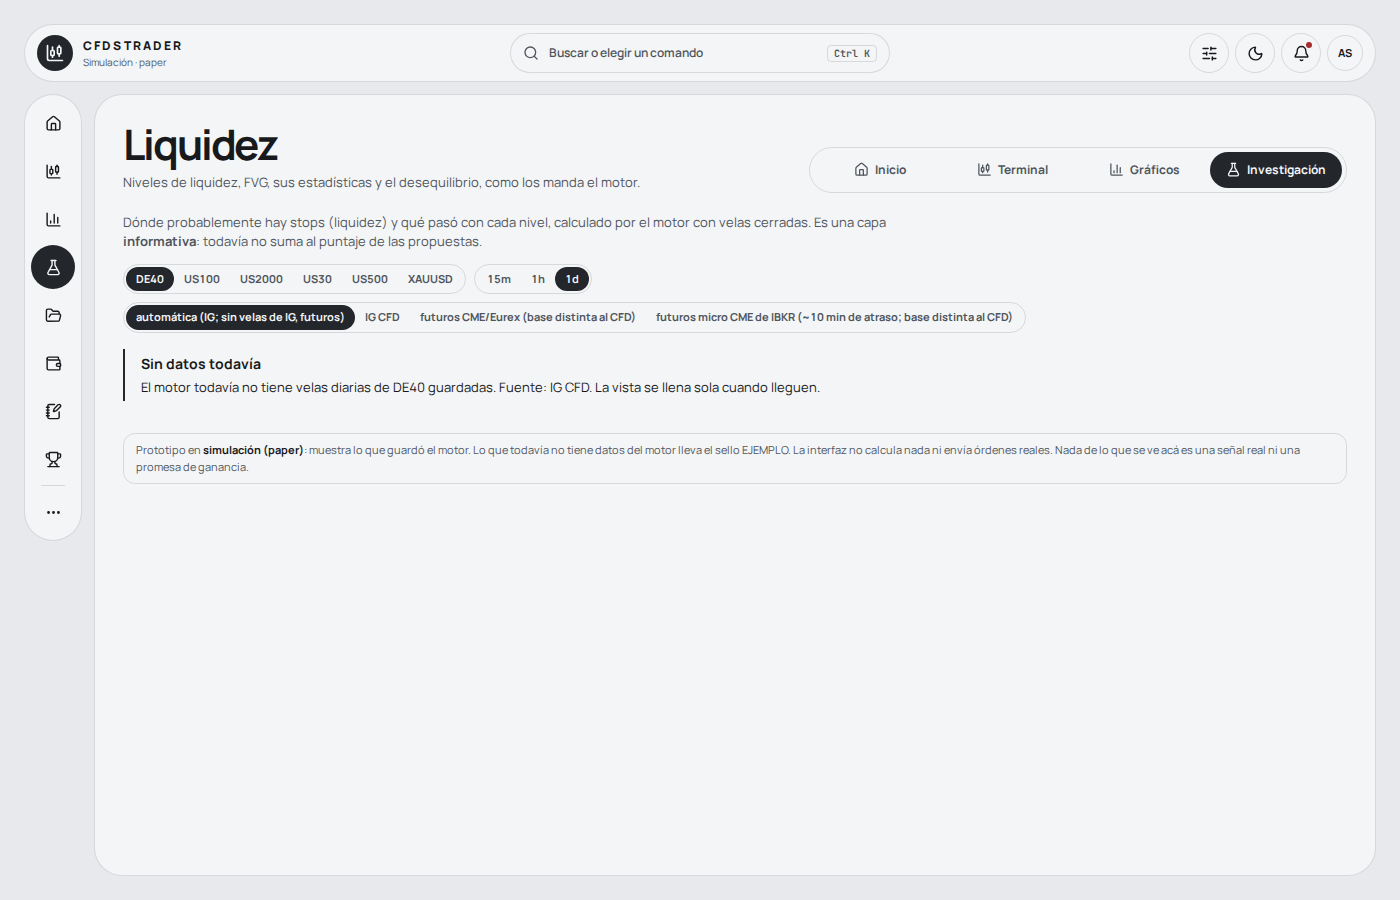 CFDSTRADER
Simulación · paper
Buscar o elegir un comando
Ctrl K
AS
Liquidez
Niveles de liquidez, FVG, sus estadísticas y el desequilibrio, como los manda el motor.
Inicio
Terminal
Gráficos
Investigación
Dónde probablemente hay stops (liquidez) y qué pasó con cada nivel, calculado por el motor con velas cerradas. Es una capa
informativa: todavía no suma al puntaje de las propuestas.
DE40 US100 US2000 US30 US500 XAUUSD 15m 1h 1d
automática (IG; sin velas de IG, futuros) IG CFD futuros CME/Eurex (base distinta al CFD) futuros micro CME de IBKR (~10 min de atraso; base distinta al CFD)
Sin datos todavía
El motor todavía no tiene velas diarias de DE40 guardadas. Fuente: IG CFD. La vista se llena sola cuando lleguen.
Prototipo en simulación (paper): muestra lo que guardó el motor. Lo que todavía no tiene datos del motor lleva el sello EJEMPLO. La interfaz no calcula nada ni envía órdenes reales. Nada de lo que se ve acá es una señal real ni una
promesa de ganancia.